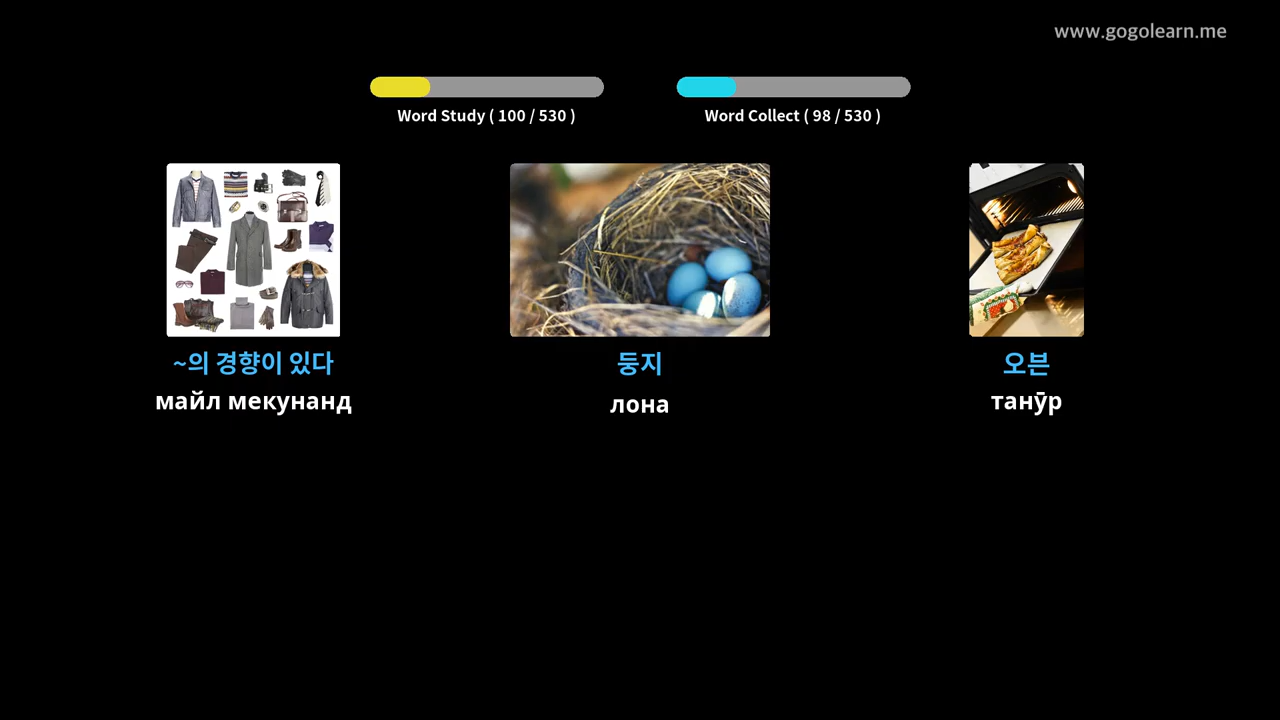 www.gogolearn.me
Word Study ( 100 / 530 )
Word Collect ( 98 / 530 )
~의 경향이 있다
майл мекунанд
둥지
лона
오븐
танӯр